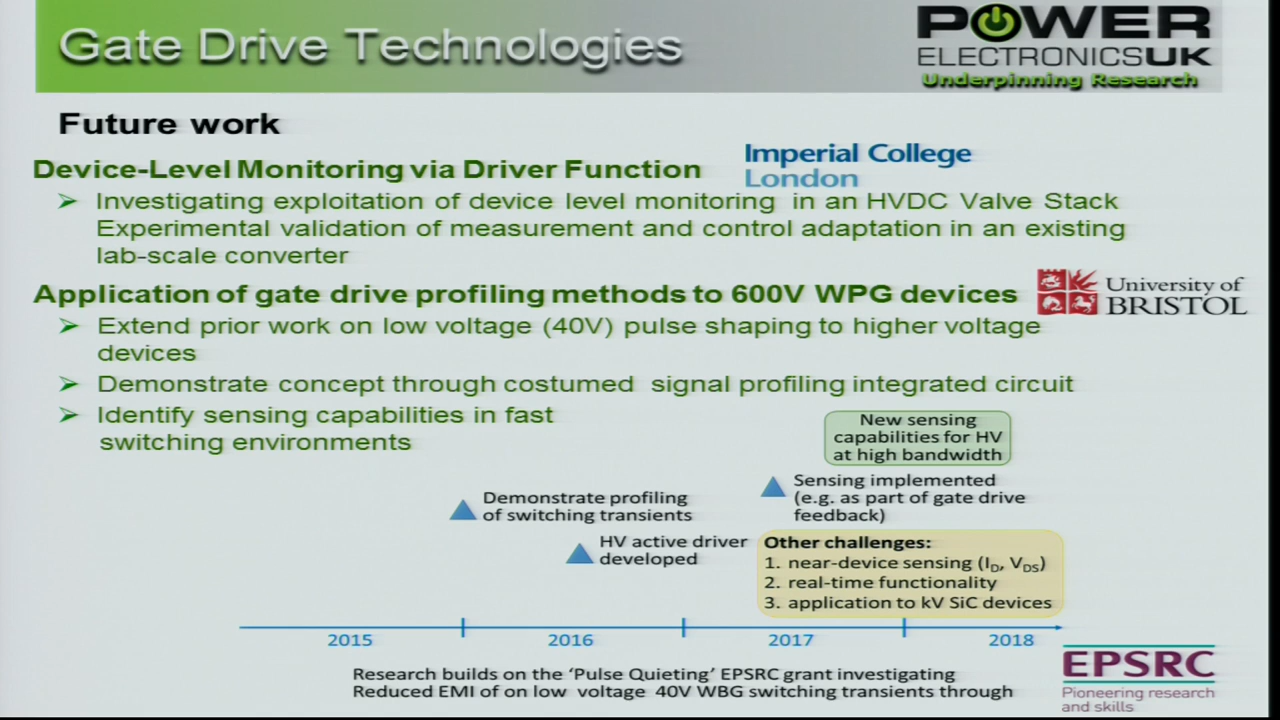 Gate Drive Technologies
POWER
ELECTRONICSUK
Underpinning Research
Future work
Device-Level Monitoring via Driver Function
Imperial College
London
Investigating exploitation of device level monitoring in an HVDC Valve Stack
Experimental validation of measurement and control adaptation in an existing
lab-scale converter
Application of gate drive profiling methods to 600V WPG devices
University of
BRISTOL
Extend prior work on low voltage (40V) pulse shaping to higher voltage
devices
Demonstrate concept through costumed signal profiling integrated circuit
Identify sensing capabilities in fast
switching environments
New sensing
capabilities for HV
at high bandwidth
Demonstrate profiling
of switching transients
Sensing implemented
(e.g. as part of gate drive
feedback)
HV active driver
developed
Other challenges:
1. near-device sensing (ID, VDS)
2. real-time functionality
3. application to kV SiC devices
2015 2016 2017 2018
Research builds on the ‘Pulse Quieting’ EPSRC grant investigating
Reduced EMI of on low voltage 40V WBG switching transients through
EPSRC
Pioneering research
and skills